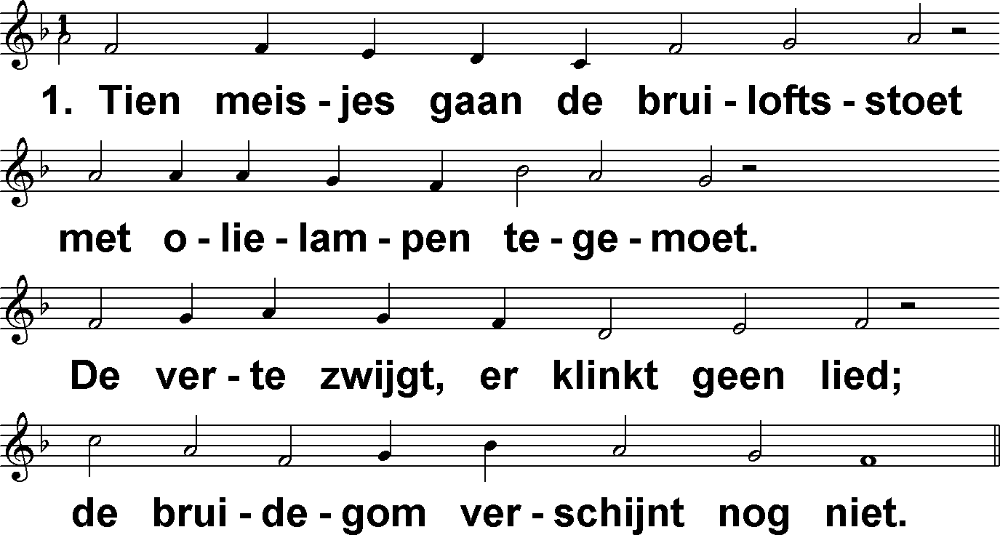 1
1. Tien meis - jes gaan de brui - lofts - stoet
met o - lie - lam - pen te - ge - moet.
De ver - te zwijgt, er klinkt geen lied;
de brui - de - gom ver - schijnt nog niet.